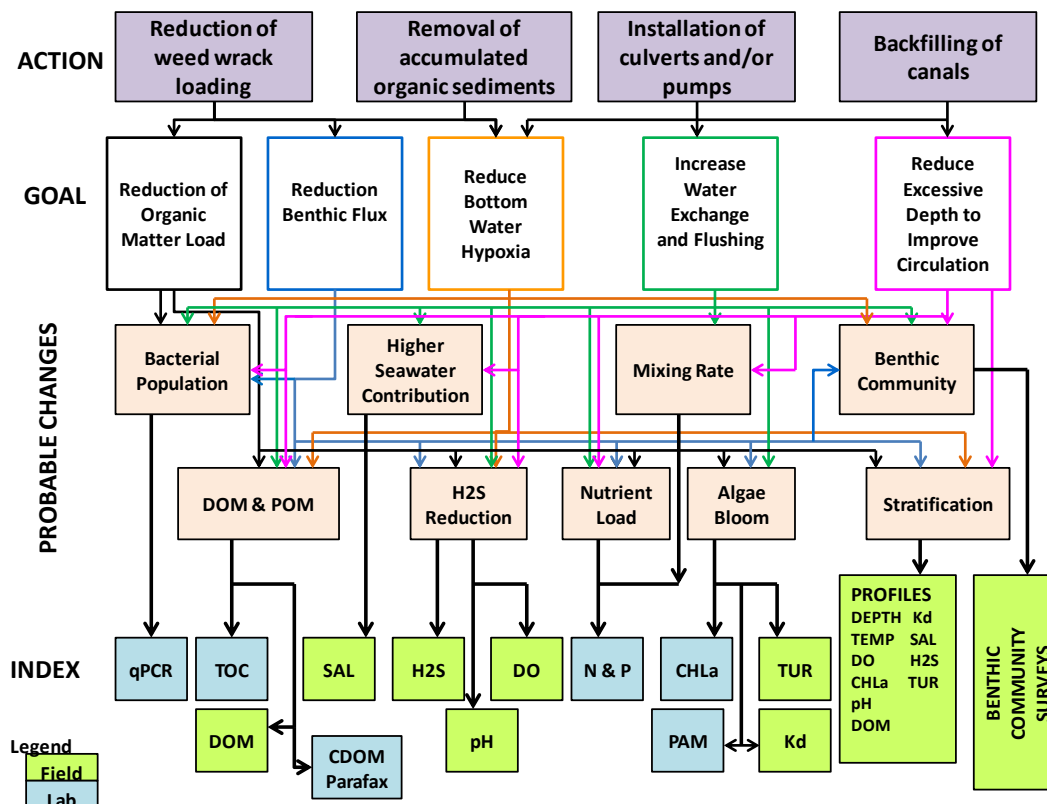 ACTION
Reduction of
weed wrack
loading
Removal of
accumulated
organic sediments
Installation of
culverts and/or
pumps
Backfilling of
canals
GOAL
Reduction of
Organic
Matter Load
Reduction
Benthic Flux
Reduce
Bottom
Water
Hypoxia
Increase
Water
Exchange
and Flushing
Reduce
Excessive
Depth to
Improve
Circulation
PROBABLE CHANGES
Bacterial
Population
Higher
Seawater
Contribution
Mixing Rate
Benthic
Community
DOM & POM
H2S
Reduction
Nutrient
Load
Algae
Bloom
Stratification
INDEX
qPCR
TOC
SAL
H2S
DO
N & P
CHLa
TUR
DOM
CDOM
Parafax
pH
PAM
Kd
PROFILES
DEPTH Kd
TEMP SAL
DO H2S
CHLa TUR
pH
DOM
BENTHIC
COMMUNITY
SURVEYS
Legend
Field
Lab